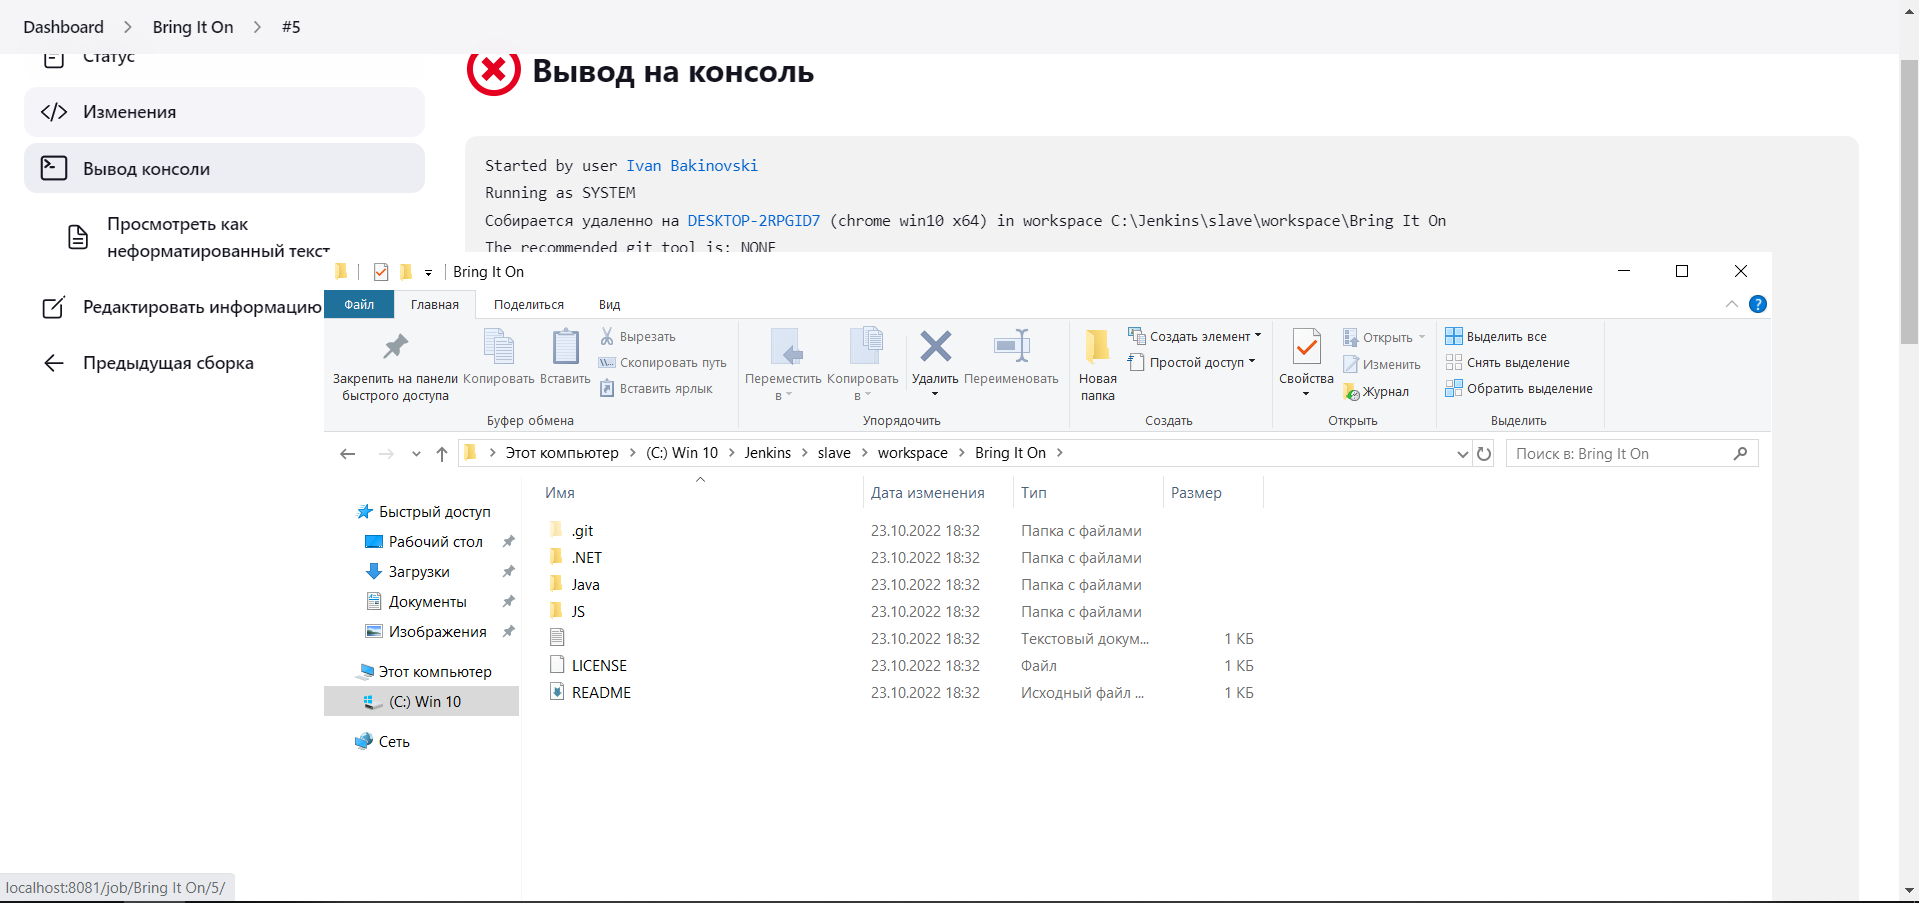 Dashboard > Bring It On > #5
Статус
Изменения
Вывод консоли
Просмотреть как
неформатированный текст
Редактировать информацию
Предыдущая сборка
Вывод на консоль
Started by user Ivan Bakinovski
Running as SYSTEM
Собирается удаленно на DESKTOP-2RPGID7 (chrome win10 x64) in workspace C:\Jenkins\slave\workspace\Bring It On
The recommended git tool is: NONE
Bring It On
Файл Главная Поделиться Вид
Закрепить на панели
быстрого доступа
Копировать
Вставить
Вырезать
Скопировать путь
Вставить ярлык
Буфер обмена
Переместить
в
Копировать
в
Удалить
Переименовать
Упорядочить
Новая
папка
Создать элемент
Простой доступ
Создать
Свойства
Открыть
Изменить
Журнал
Открыть
Выделить все
Снять выделение
Обратить выделение
Выделить
Этот компьютер > (C:) Win 10 > Jenkins > slave > workspace > Bring It On >
Поиск в: Bring It On
Быстрый доступ
Рабочий стол
Загрузки
Документы
Изображения
Этот компьютер
(C:) Win 10
Сеть
Имя Дата изменения Тип Размер
.git 23.10.2022 18:32 Папка с файлами
.NET 23.10.2022 18:32 Папка с файлами
Java 23.10.2022 18:32 Папка с файлами
JS 23.10.2022 18:32 Папка с файлами
23.10.2022 18:32 Текстовый докум... 1 КБ
LICENSE 23.10.2022 18:32 Файл 1 КБ
README 23.10.2022 18:32 Исходный файл ... 1 КБ
localhost:8081/job/Bring It On/5/